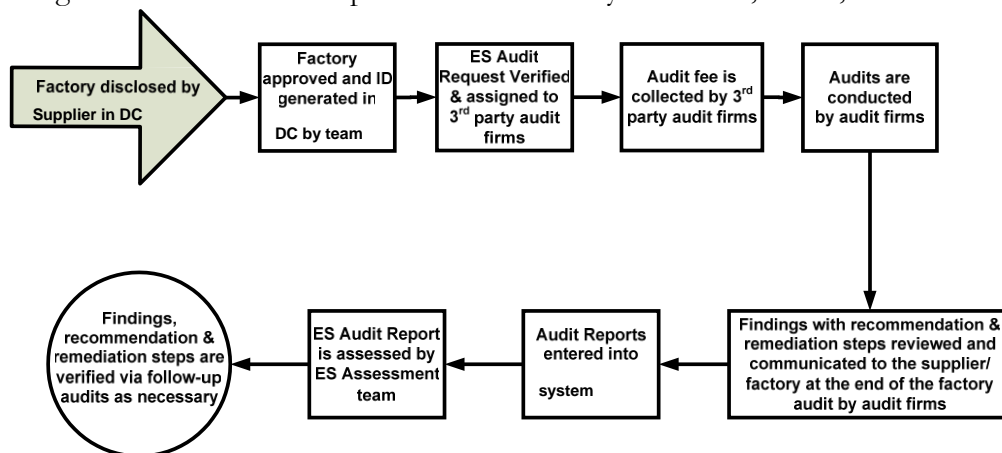 Factory disclosed by
Supplier in DC
Factory
approved and ID
generated in
DC by team
ES Audit
Request Verified
& assigned to
3rd party audit
firms
Audit fee is
collected by 3rd
party audit firms
Audits are
conducted
by audit firms
Findings with recommendation &
remediation steps reviewed and
communicated to the supplier/
factory at the end of the factory
audit by audit firms
Audit Reports
entered into
system
ES Audit Report
is assessed by
ES Assessment
team
Findings,
recommendation &
remediation steps are
verified via follow-up
audits as necessary